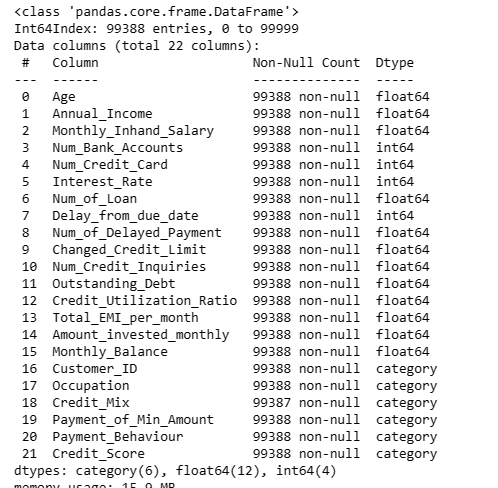 <class 'pandas.core.frame.DataFrame'>
Int64Index: 99388 entries, 0 to 99999
Data columns (total 22 columns):
 #   Column                    Non-Null Count  Dtype
---  ------                    --------------  -----
 0   Age                       99388 non-null  float64
 1   Annual_Income             99388 non-null  float64
 2   Monthly_Inhand_Salary     99388 non-null  float64
 3   Num_Bank_Accounts         99388 non-null  int64
 4   Num_Credit_Card           99388 non-null  int64
 5   Interest_Rate             99388 non-null  int64
 6   Num_of_Loan               99388 non-null  float64
 7   Delay_from_due_date       99388 non-null  int64
 8   Num_of_Delayed_Payment    99388 non-null  float64
 9   Changed_Credit_Limit      99388 non-null  float64
 10  Num_Credit_Inquiries      99388 non-null  float64
 11  Outstanding_Debt          99388 non-null  float64
 12  Credit_Utilization_Ratio  99388 non-null  float64
 13  Total_EMI_per_month       99388 non-null  float64
 14  Amount_invested_monthly   99388 non-null  float64
 15  Monthly_Balance           99388 non-null  float64
 16  Customer_ID               99388 non-null  category
 17  Occupation                99388 non-null  category
 18  Credit_Mix                99387 non-null  category
 19  Payment_of_Min_Amount     99388 non-null  category
 20  Payment_Behaviour         99388 non-null  category
 21  Credit_Score              99388 non-null  category
dtypes: category(6), float64(12), int64(4)
memory usage: 15.9 MB